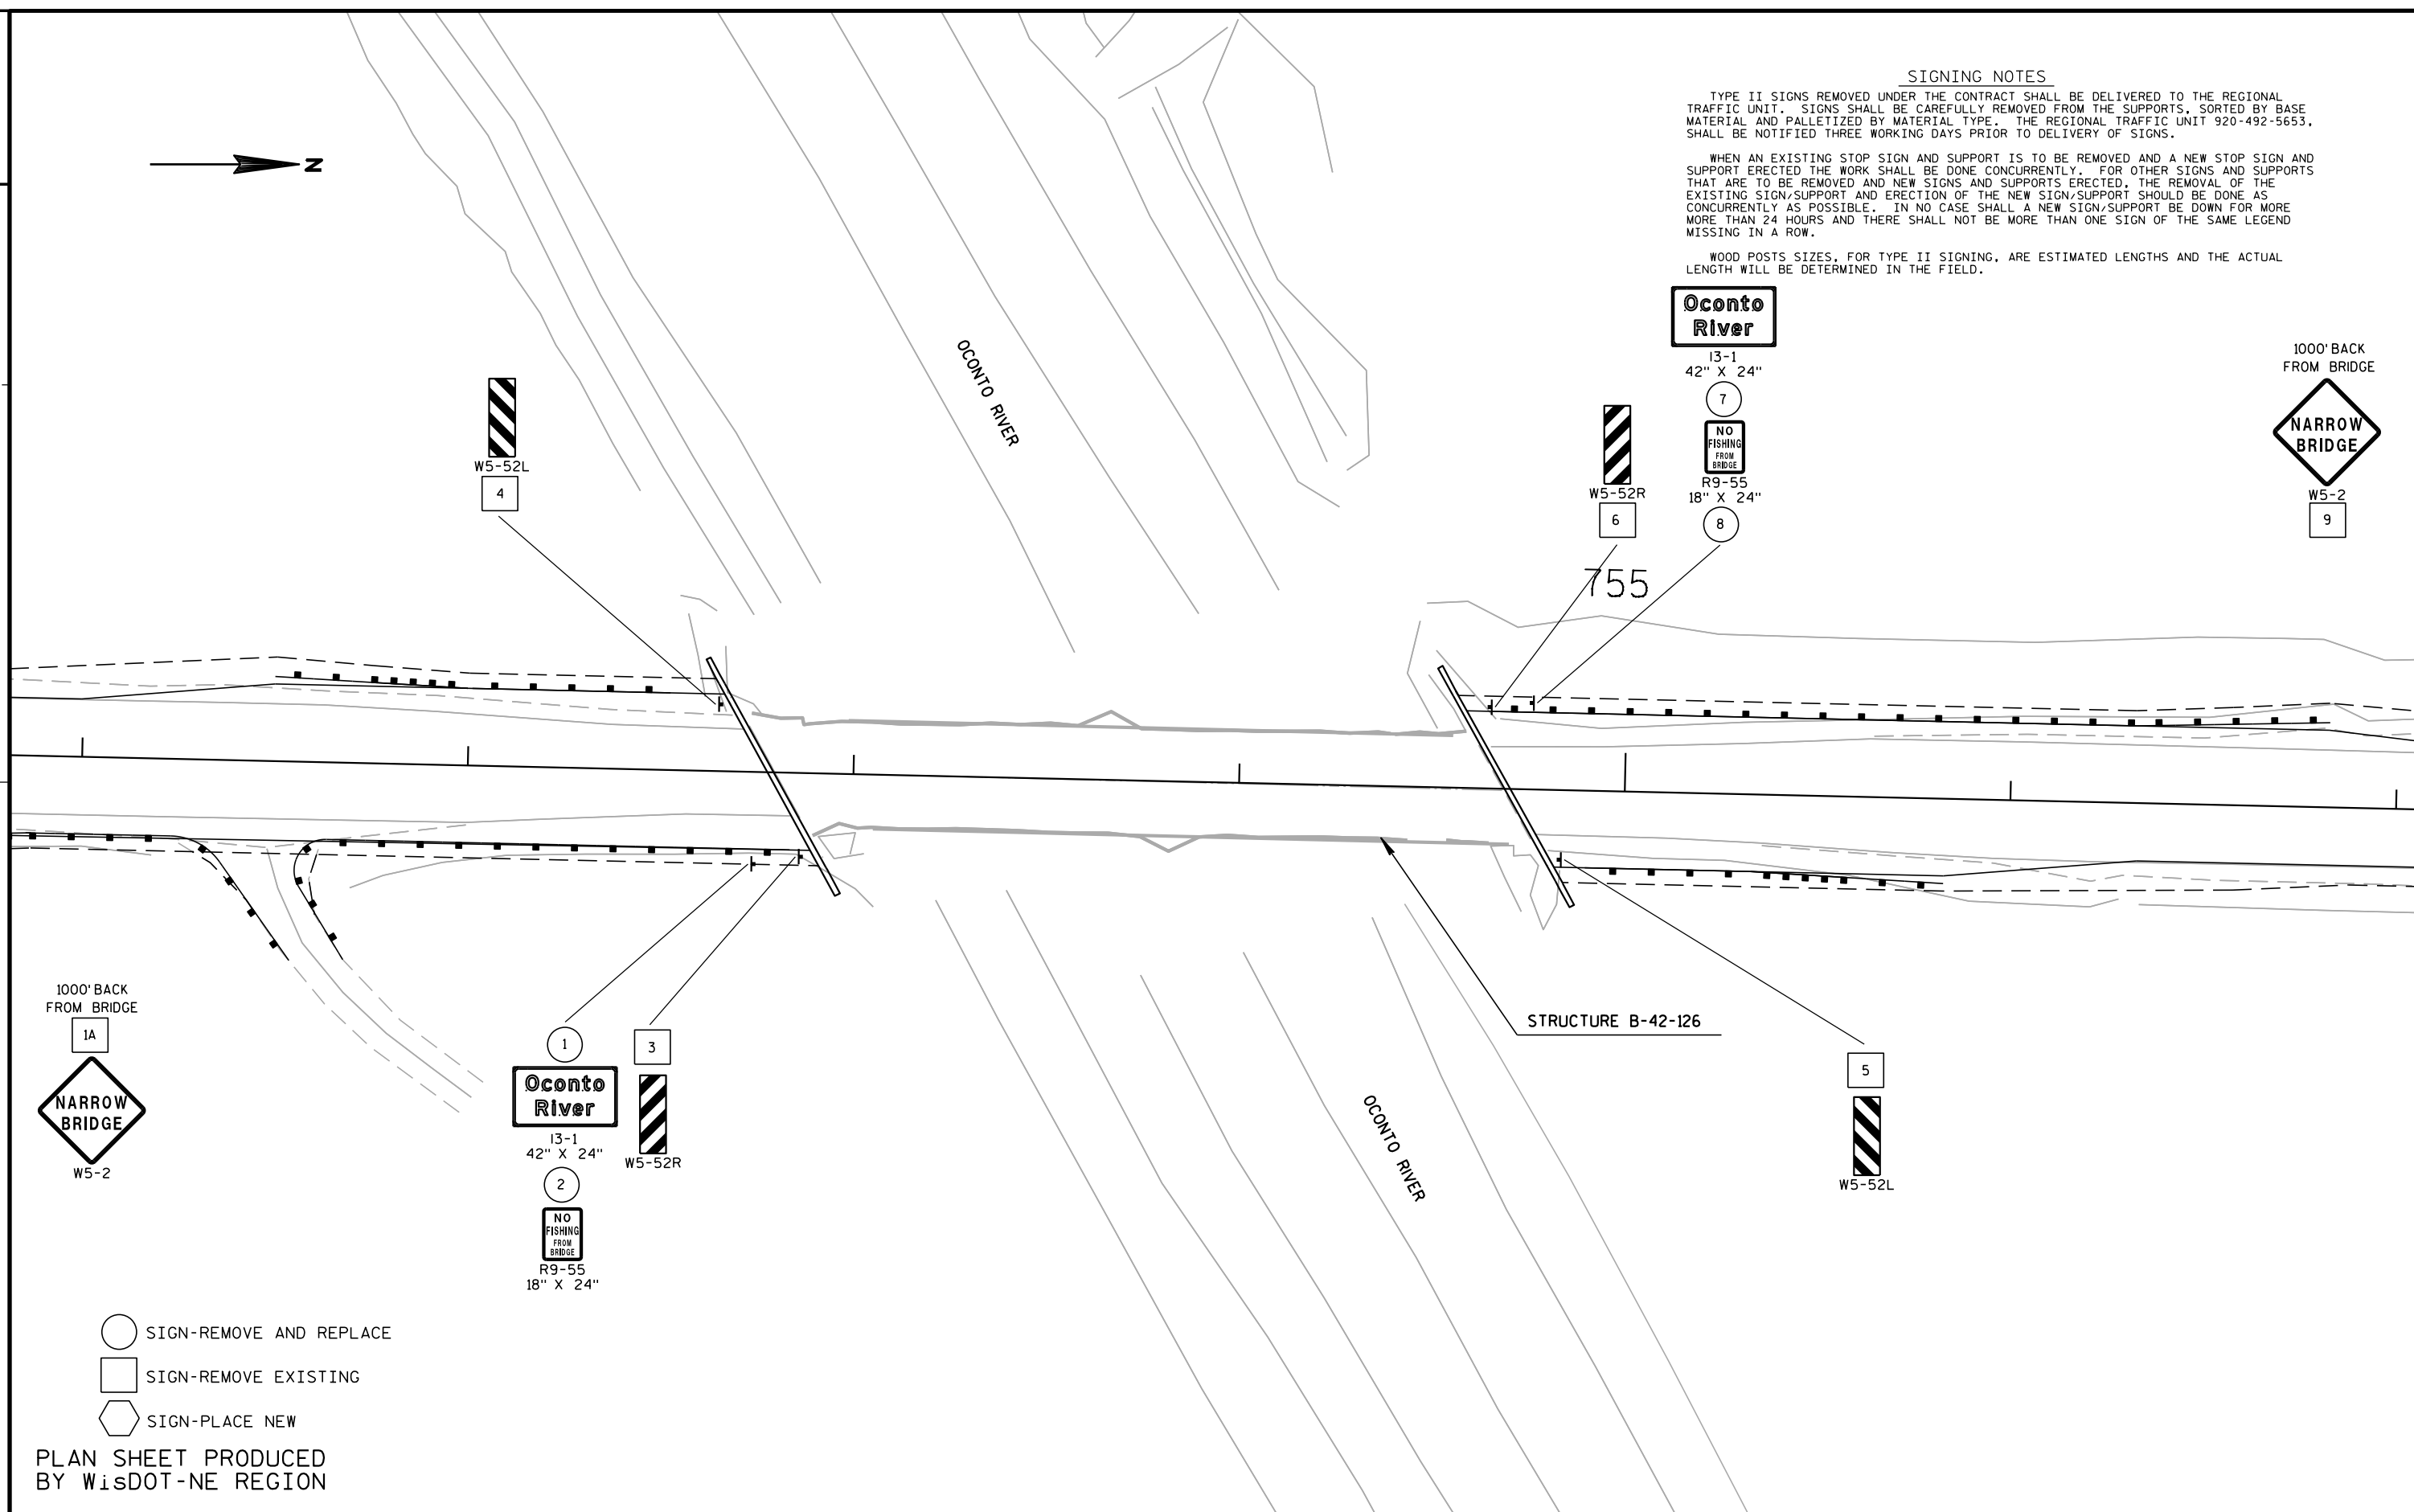 SIGNING NOTES
TYPE II SIGNS REMOVED UNDER THE CONTRACT SHALL BE DELIVERED TO THE REGIONAL
TRAFFIC UNIT. SIGNS SHALL BE CAREFULLY REMOVED FROM THE SUPPORTS, SORTED BY BASE
MATERIAL AND PALLETIZED BY MATERIAL TYPE. THE REGIONAL TRAFFIC UNIT 920-492-5653,
SHALL BE NOTIFIED THREE WORKING DAYS PRIOR TO DELIVERY OF SIGNS.
WHEN AN EXISTING STOP SIGN AND SUPPORT IS TO BE REMOVED AND A NEW STOP SIGN AND
SUPPORT ERECTED THE WORK SHALL BE DONE CONCURRENTLY. FOR OTHER SIGNS AND SUPPORTS
THAT ARE TO BE REMOVED AND NEW SIGNS AND SUPPORTS ERECTED, THE REMOVAL OF THE
EXISTING SIGN/SUPPORT AND ERECTION OF THE NEW SIGN/SUPPORT SHOULD BE DONE AS
CONCURRENTLY AS POSSIBLE. IN NO CASE SHALL A NEW SIGN/SUPPORT BE DOWN FOR MORE
MORE THAN 24 HOURS AND THERE SHALL NOT BE MORE THAN ONE SIGN OF THE SAME LEGEND
MISSING IN A ROW.
WOOD POSTS SIZES, FOR TYPE II SIGNING, ARE ESTIMATED LENGTHS AND THE ACTUAL
LENGTH WILL BE DETERMINED IN THE FIELD.
N
OCONTO RIVER
W5-52L
4
Oconto
River
I3-1
42" X 24"
7
NO
FISHING
FROM
BRIDGE
R9-55
18" X 24"
8
W5-52R
6
1000' BACK
FROM BRIDGE
NARROW
BRIDGE
W5-2
9
755
1000' BACK
FROM BRIDGE
1A
NARROW
BRIDGE
W5-2
1
Oconto
River
I3-1
42" X 24"
2
NO
FISHING
FROM
BRIDGE
R9-55
18" X 24"
3
W5-52R
STRUCTURE B-42-126
OCONTO RIVER
5
W5-52L
SIGN-REMOVE AND REPLACE
SIGN-REMOVE EXISTING
SIGN-PLACE NEW
PLAN SHEET PRODUCED
BY WisDOT-NE REGION